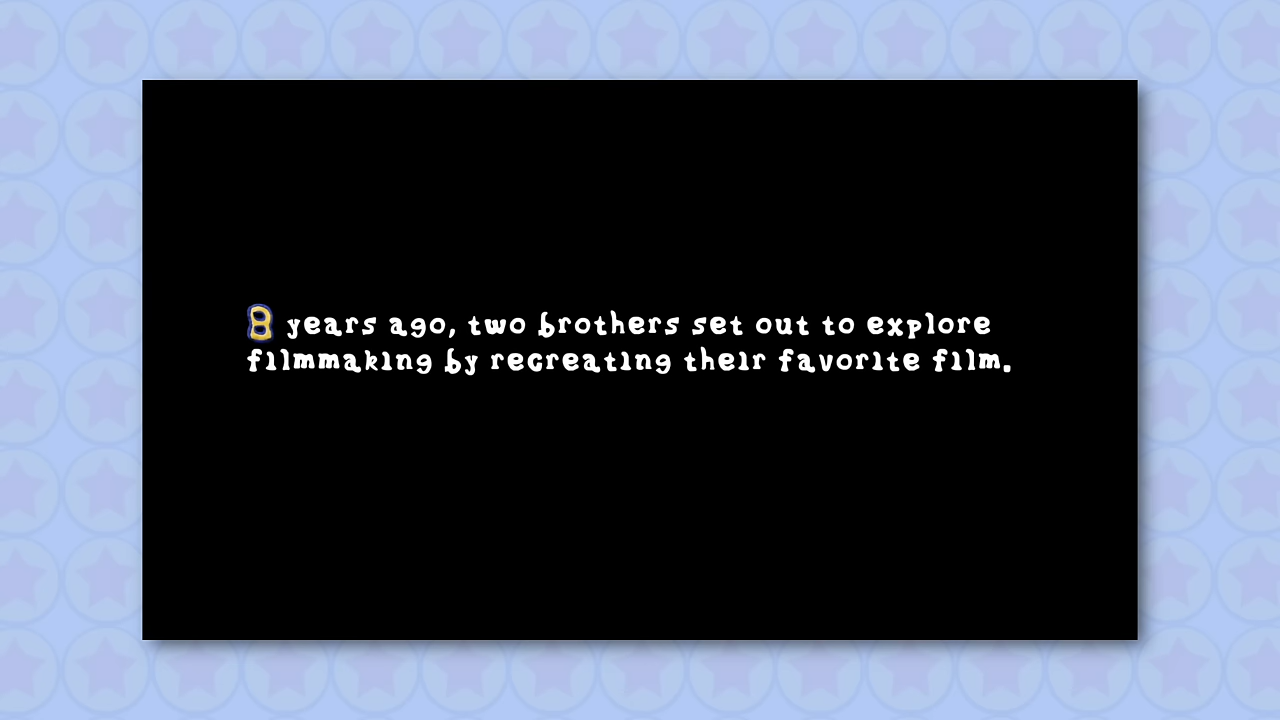 8 years ago, two brothers set out to explore
filmmaking by recreating their favorite film.